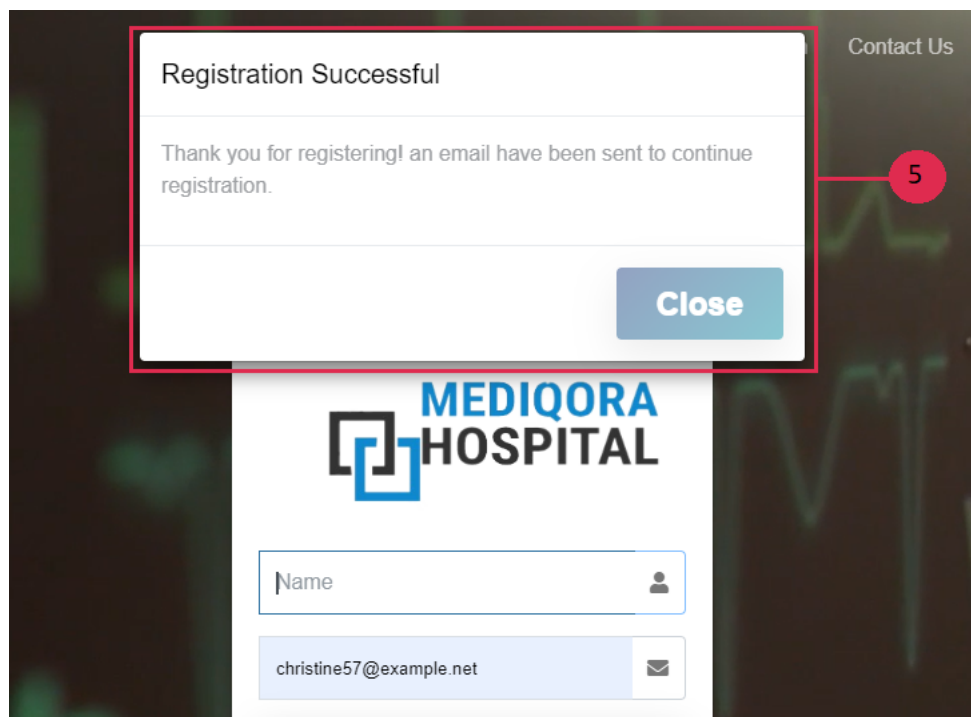 Contact Us
Registration Successful
Thank you for registering! an email have been sent to continue
registration.
5
Close
MEDIQORA
HOSPITAL
Name
christine57@example.net